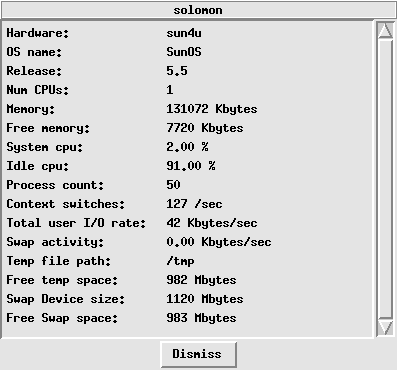 solomon
Hardware: sun4u
OS name: SunOS
Release: 5.5
Num CPUs: 1
Memory: 131072 Kbytes
Free memory: 7720 Kbytes
System cpu: 2.00 %
Idle cpu: 91.00 %
Process count: 50
Context switches: 127 /sec
Total user I/O rate: 42 Kbytes/sec
Swap activity: 0.00 Kbytes/sec
Temp file path: /tmp
Free temp space: 982 Mbytes
Swap Device size: 1120 Mbytes
Free Swap space: 983 Mbytes
Dismiss